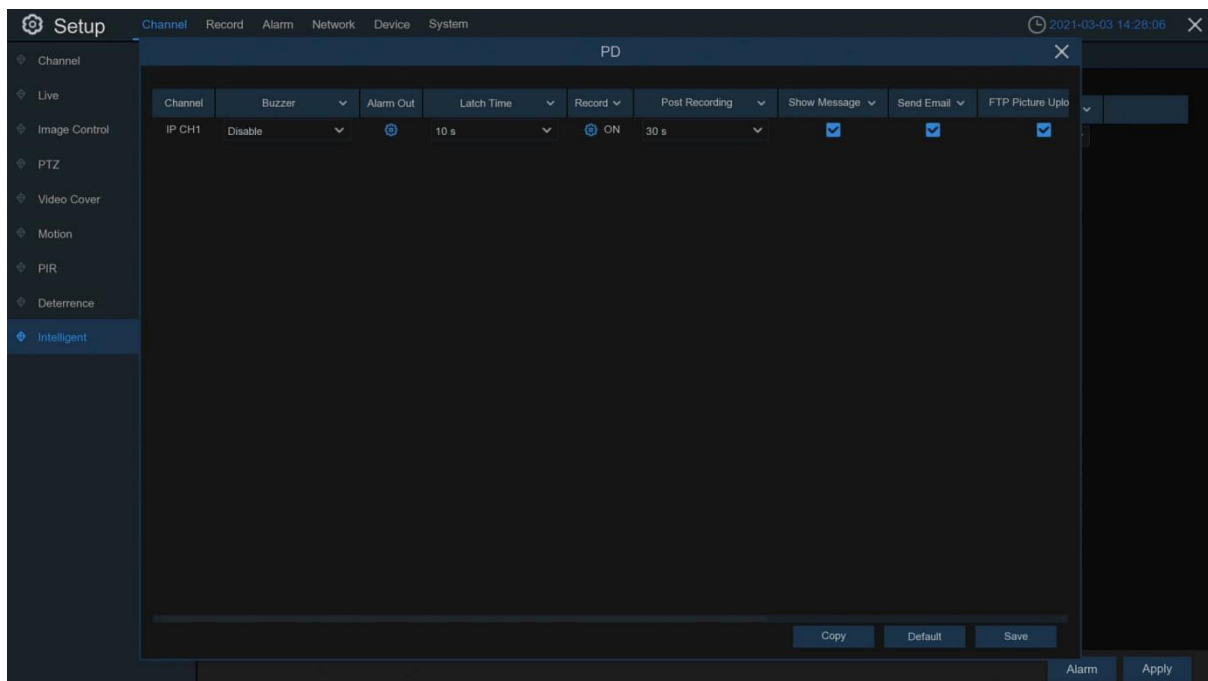 Setup Channel Record Alarm Network Device System 2021-03-03 14:28:06
PD
Channel
Live
Image Control
PTZ
Video Cover
Motion
PIR
Deterrence
Intelligent
Channel Buzzer Alarm Out Latch Time Record Post Recording Show Message Send Email FTP Picture Uplo
IP CH1 Disable 10 s ON 30 s
Copy Default Save
Alarm Apply